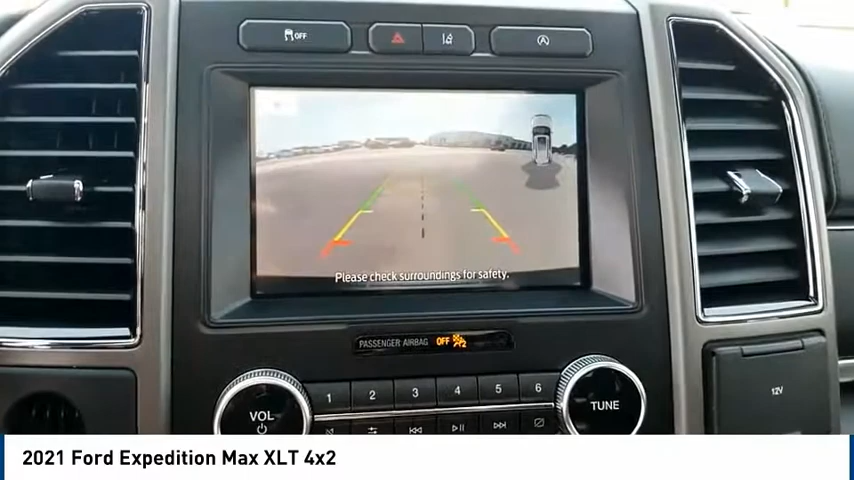 OFF
A
Please check surroundings for safety.
PASSENGER AIRBAG OFF 2
1 2 3 4 5 6
VOL
TUNE
12V
2021 Ford Expedition Max XLT 4x2